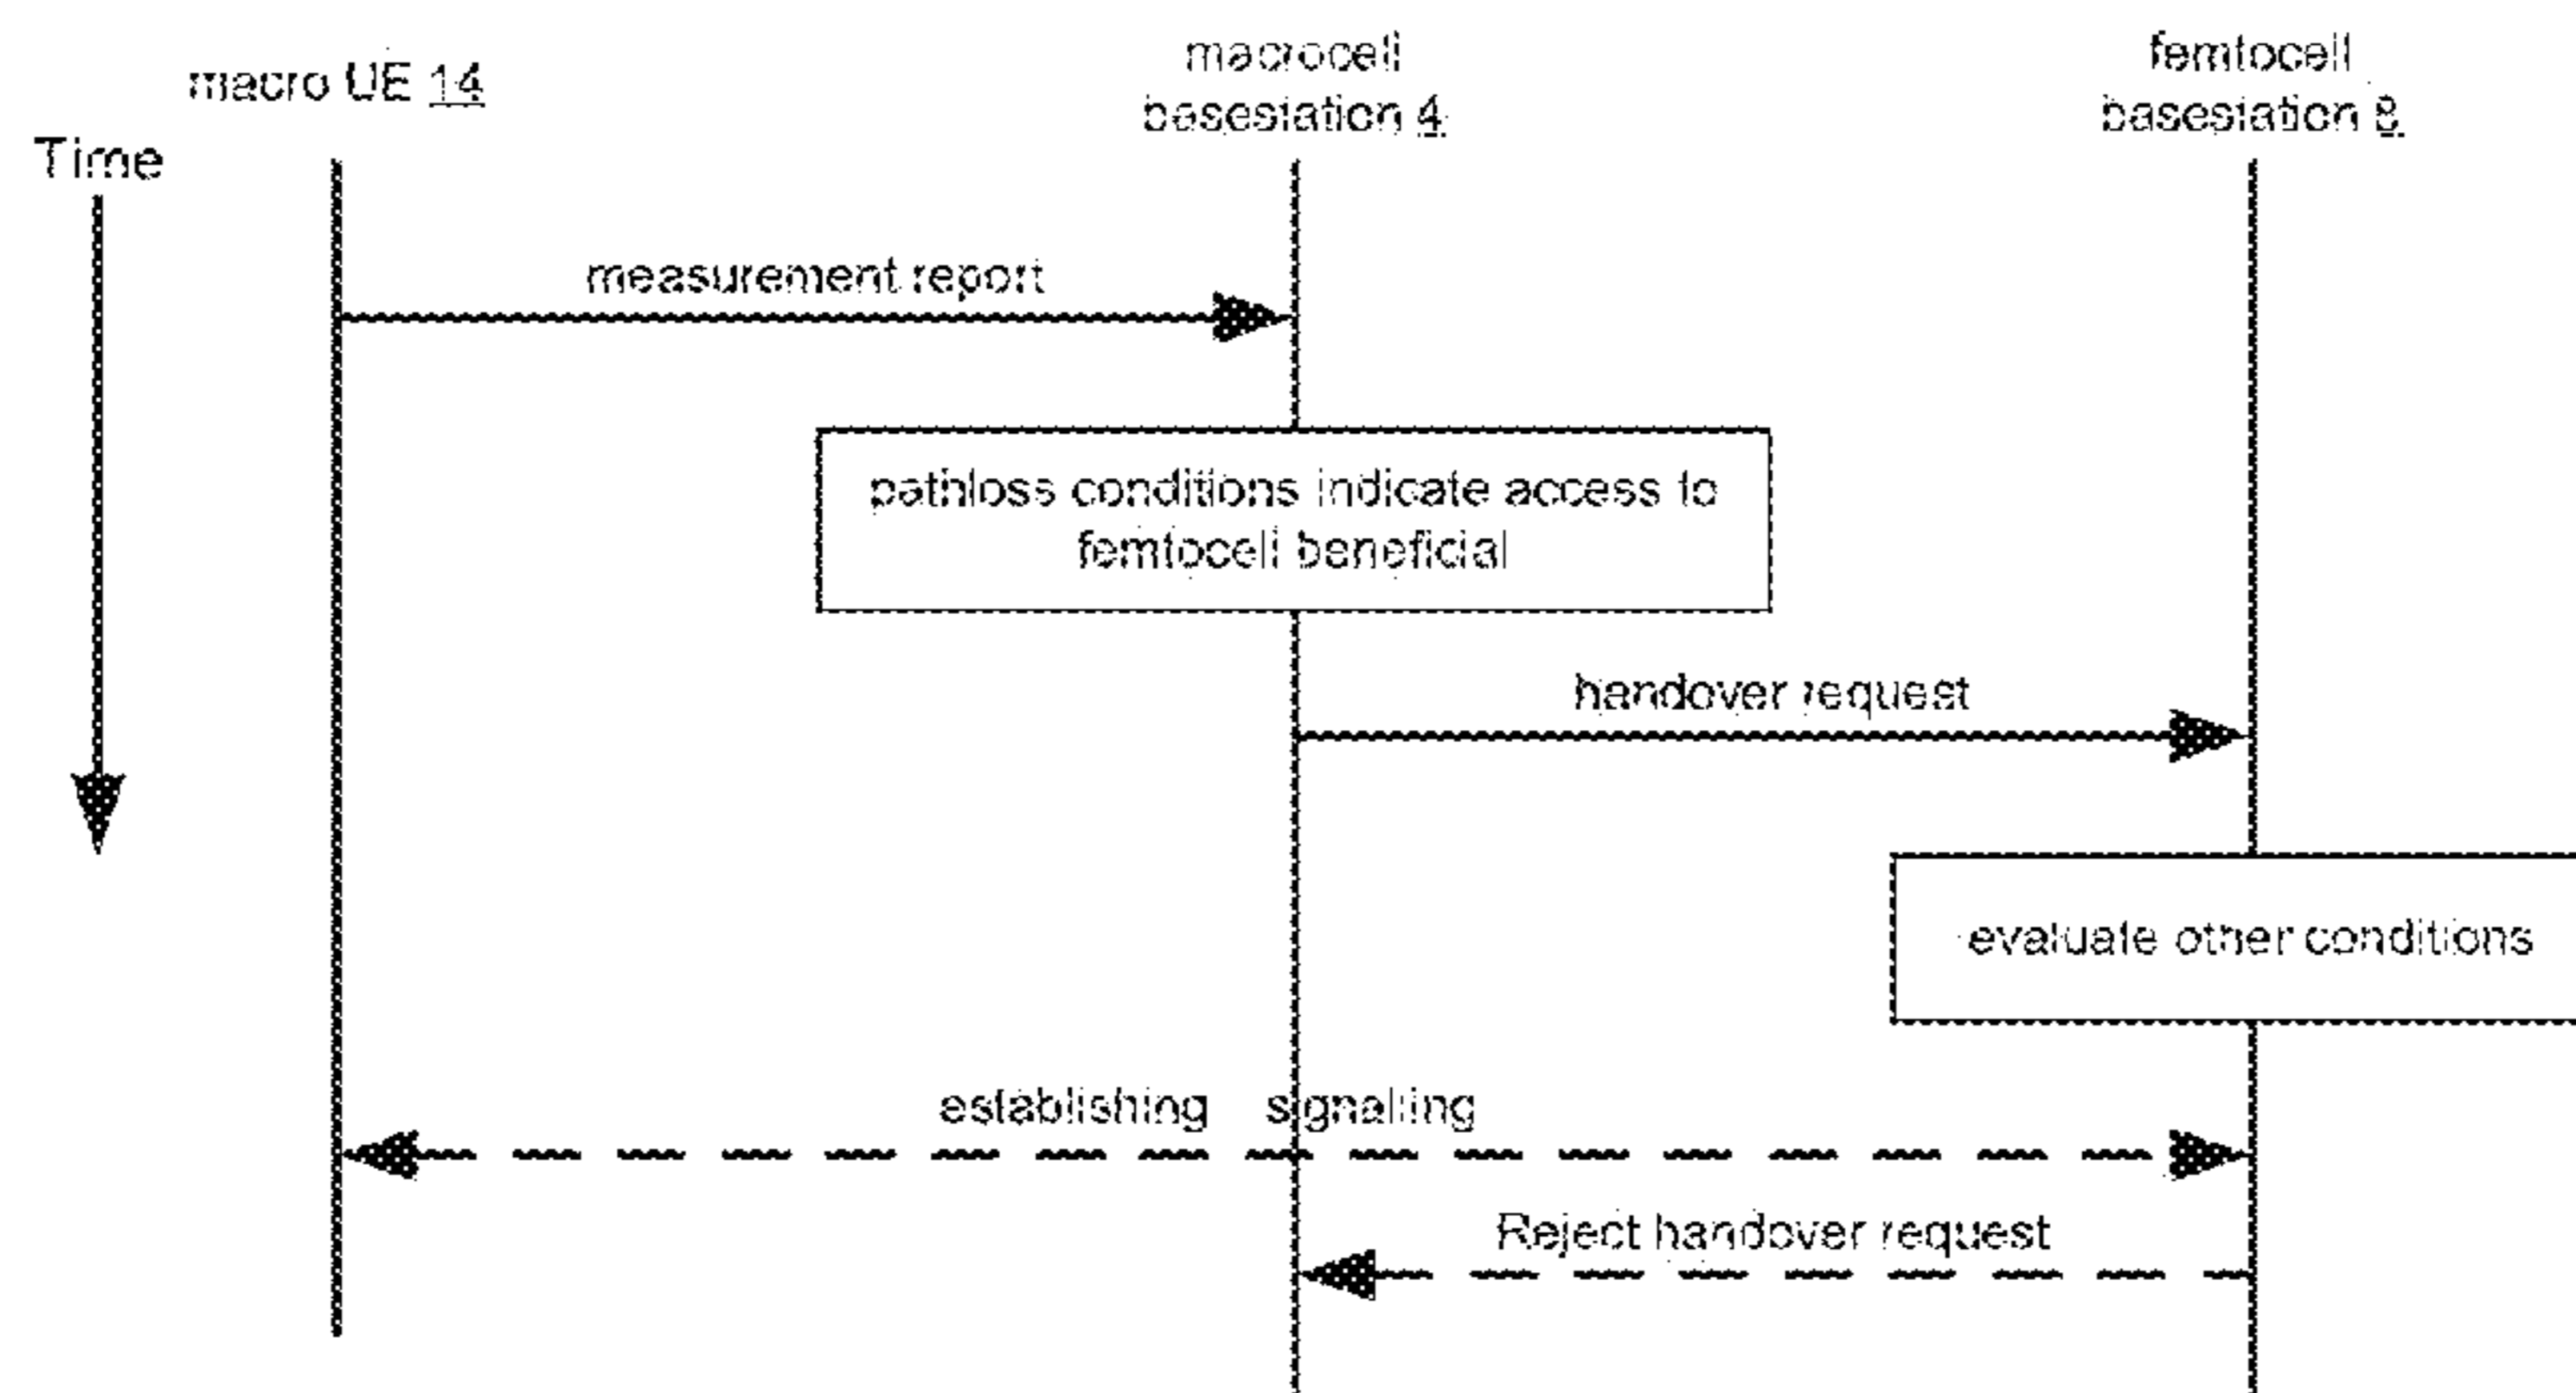 macro UE 14
macrocell
basestation 4
femtocell
basestation 8
Time
measurement report
pathloss conditions indicate access to
femtocell beneficial
handover request
evaluate other conditions
establishing signalling
Reject handover request